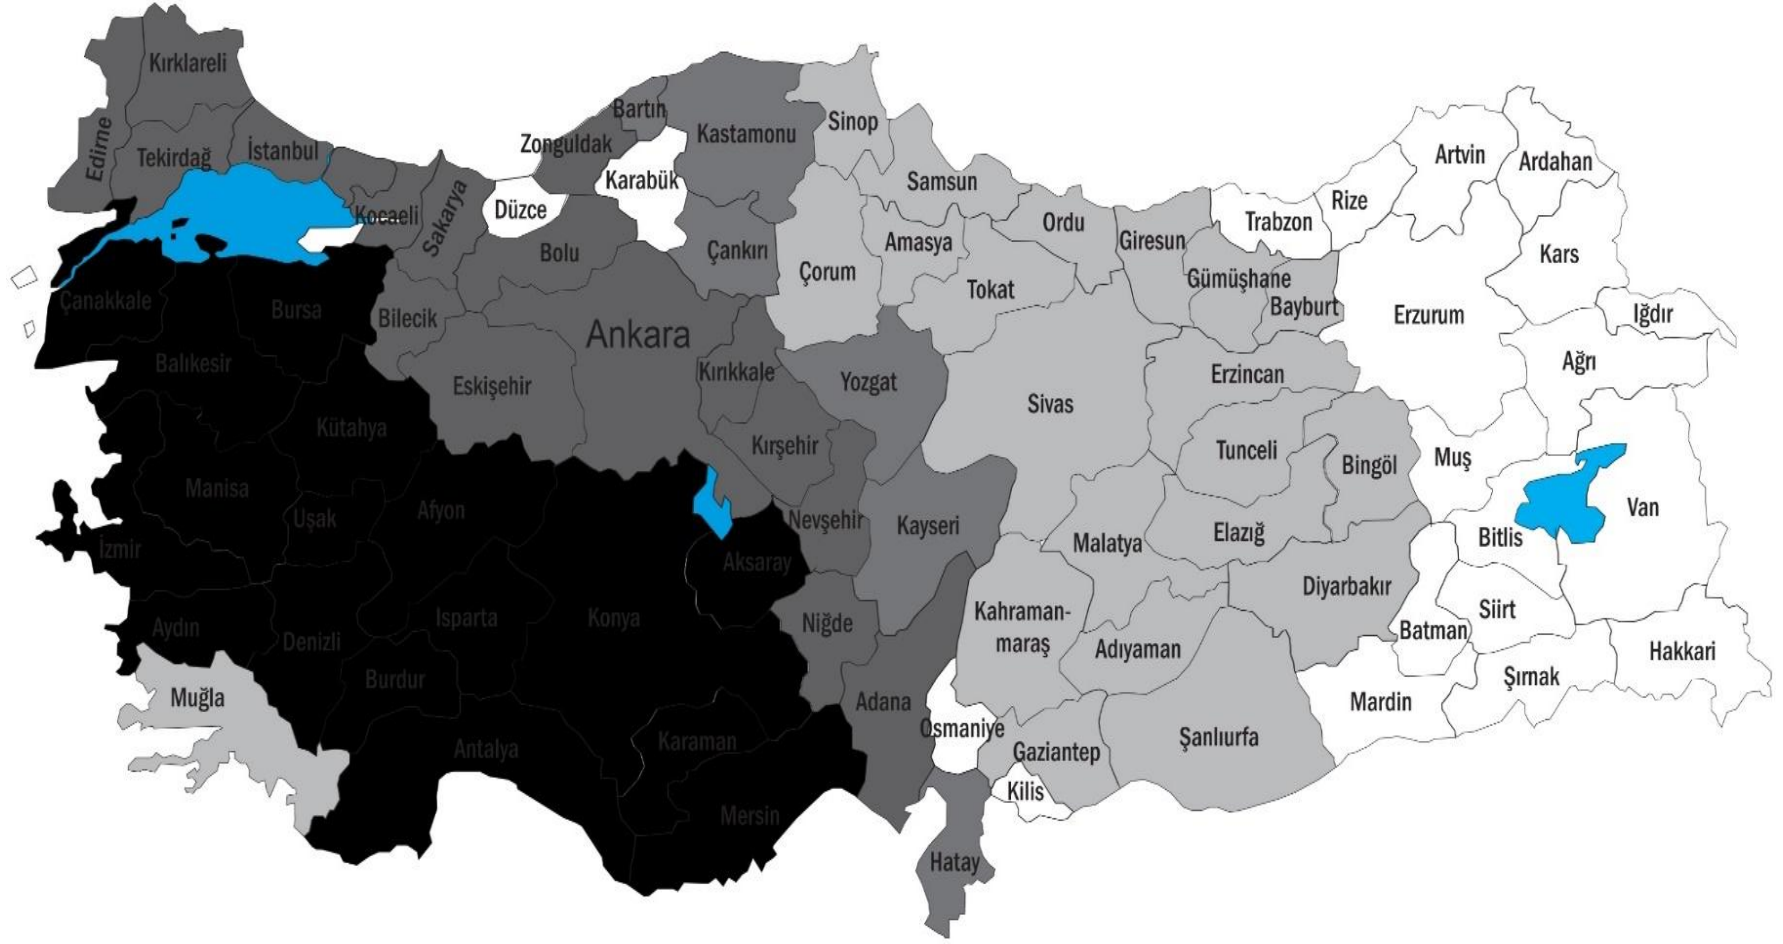 Kırklareli
Edirne
Tekirdağ
İstanbul
Kocaeli
Sakarya
Düzce
Zonguldak
Bartın
Karabük
Kastamonu
Sinop
Samsun
Ordu
Giresun
Trabzon
Rize
Artvin
Ardahan
Bolu
Çankırı
Çorum
Amasya
Tokat
Gümüşhane
Bayburt
Erzurum
Kars
Iğdır
Ağrı
Çanakkale
Bursa
Bilecik
Balıkesir
Kütahya
Eskişehir
Ankara
Kırıkkale
Kırşehir
Yozgat
Sivas
Erzincan
Tunceli
Bingöl
Muş
Bitlis
Van
Manisa
Uşak
Afyon
İzmir
Aksaray
Nevşehir
Kayseri
Malatya
Elazığ
Diyarbakır
Batman
Siirt
Şırnak
Hakkari
Aydın
Denizli
Isparta
Burdur
Konya
Niğde
Kahraman-
maraş
Adıyaman
Mardin
Muğla
Antalya
Karaman
Mersin
Adana
Osmaniye
Gaziantep
Kilis
Şanlıurfa
Hatay